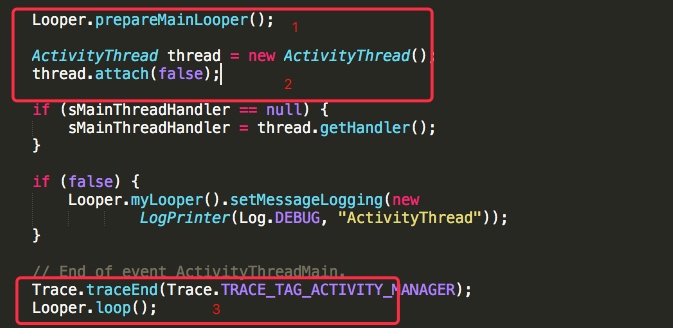 Looper.prepareMainLooper(); 1
ActivityThread thread = new ActivityThread();
thread.attach(false); 2
if (sMainThreadHandler == null) {
sMainThreadHandler = thread.getHandler();
}
if (false) {
Looper.myLooper().setMessageLogging(new
LogPrinter(Log.DEBUG, "ActivityThread"));
}
// End of event ActivityThreadMain.
Trace.traceEnd(Trace.TRACE_TAG_ACTIVITY_MANAGER);
Looper.loop(); 3